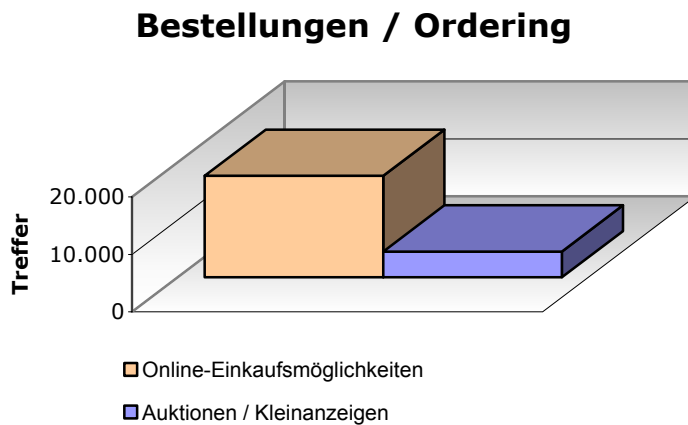 Bestellungen / Ordering
20.000
10.000
0
Treffer
Online-Einkaufsmöglichkeiten
Auktionen / Kleinanzeigen